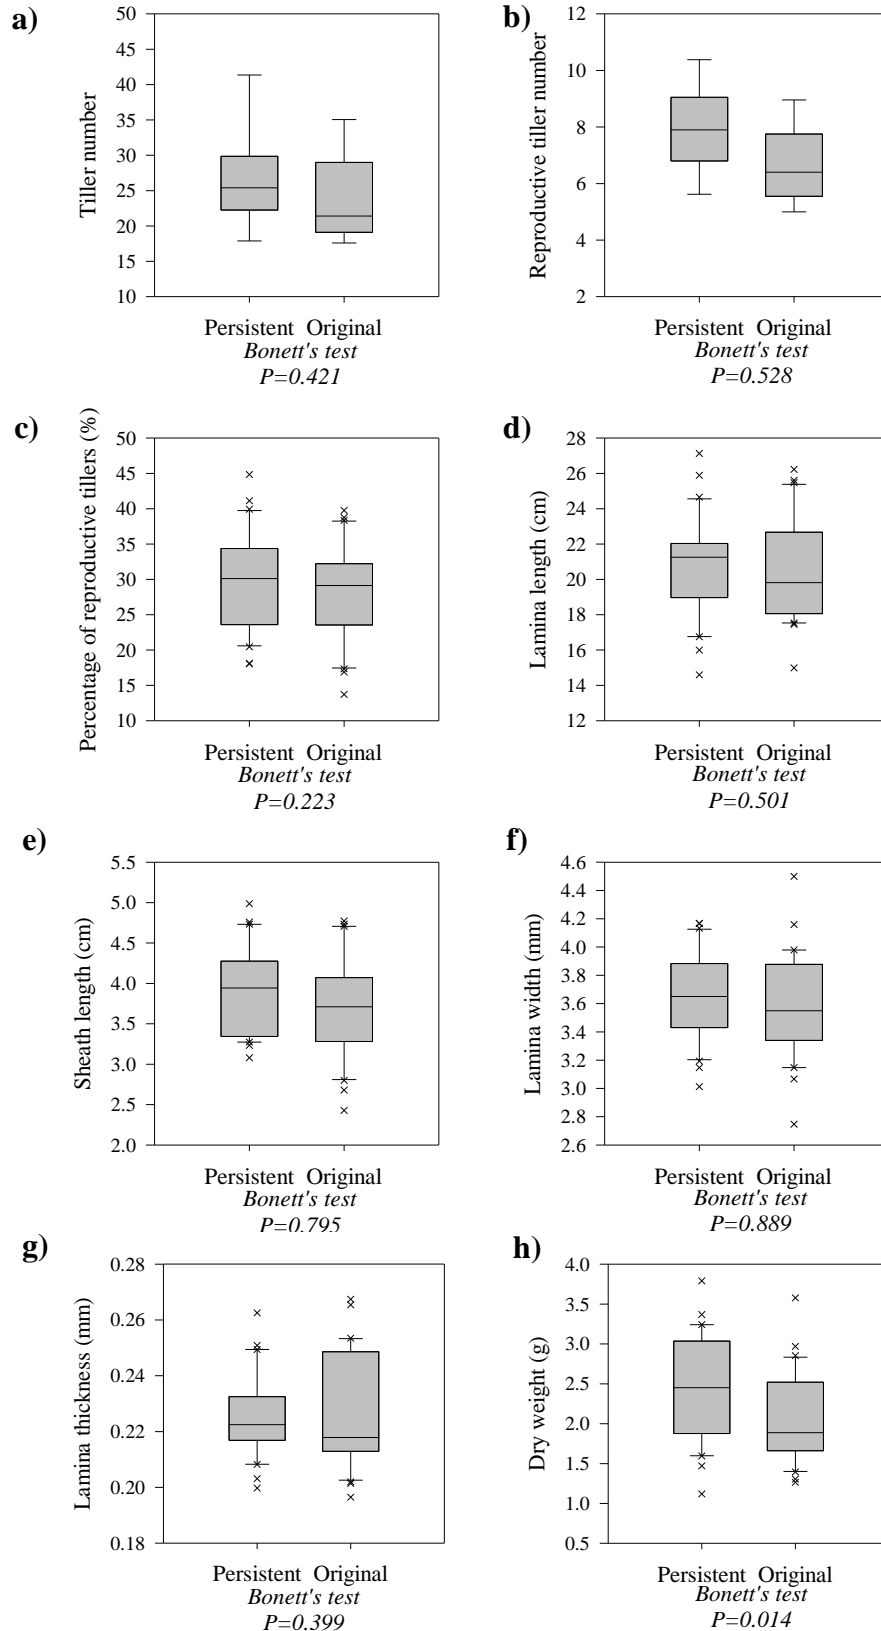 a)
50
45
40
35
30
25
20
15
10
Tiller number
Persistent Original
Bonett's test
P=0.421
b)
12
10
8
6
4
2
Reproductive tiller number
Persistent Original
Bonett's test
P=0.528
c)
50
45
40
35
30
25
20
15
10
Percentage of reproductive tillers (%)
Persistent Original
Bonett's test
P=0.223
d)
28
26
24
22
20
18
16
14
12
Lamina length (cm)
Persistent Original
Bonett's test
P=0.501
e)
5.5
5.0
4.5
4.0
3.5
3.0
2.5
2.0
Sheath length (cm)
Persistent Original
Bonett's test
P=0.795
f)
4.6
4.4
4.2
4.0
3.8
3.6
3.4
3.2
3.0
2.8
2.6
Lamina width (mm)
Persistent Original
Bonett's test
P=0.889
g)
0.28
0.26
0.24
0.22
0.20
0.18
Lamina thickness (mm)
Persistent Original
Bonett's test
P=0.399
h)
4.0
3.5
3.0
2.5
2.0
1.5
1.0
0.5
Dry weight (g)
Persistent Original
Bonett's test
P=0.014